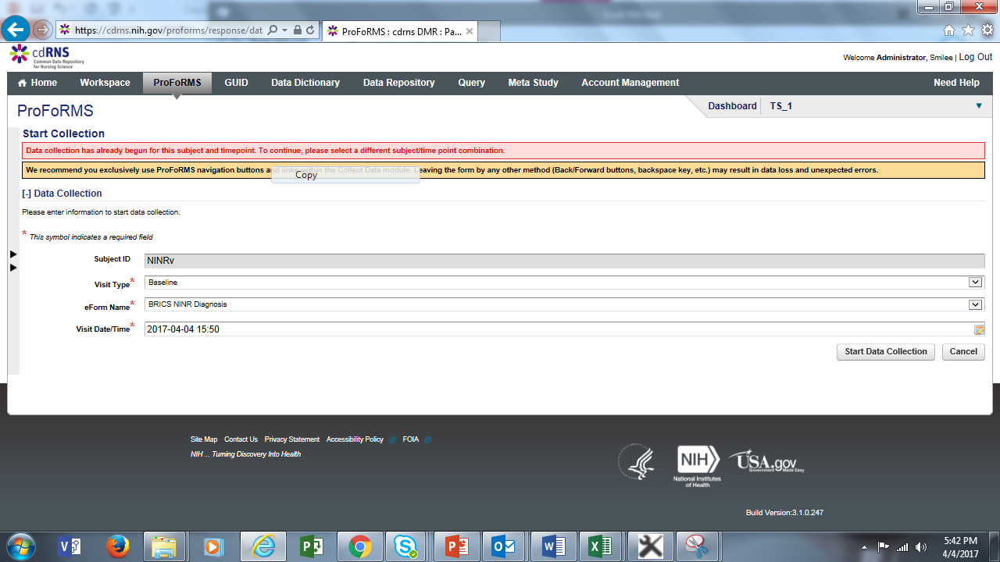 https://cdrns.nih.gov/proforms/response/dat
ProFoRMS : cdrns DMR : Pa...
cdRNS
Common Data Repository
for Nursing Science
Welcome Administrator, Smilee | Log Out
Home Workspace ProFoRMS GUID Data Dictionary Data Repository Query Meta Study Account Management Need Help
ProFoRMS
Dashboard TS_1
Start Collection
Data collection has already begun for this subject and timepoint. To continue, please select a different subject/time point combination.
We recommend you exclusively use ProFoRMS navigation buttons and links within the Collect Data module. Leaving the form by any other method (Back/Forward buttons, backspace key, etc.) may result in data loss and unexpected errors.
Copy
[-] Data Collection
Please enter information to start data collection.
* This symbol indicates a required field
Subject ID NINRv
Visit Type* Baseline
eForm Name* BRICS NINR Diagnosis
Visit Date/Time* 2017-04-04 15:50
Start Data Collection Cancel
Site Map Contact Us Privacy Statement Accessibility Policy FOIA
NIH ... Turning Discovery Into Health
NIH
National Institutes
of Health
USA.gov
Government Made Easy
Build Version:3.1.0.247
5:42 PM
4/4/2017